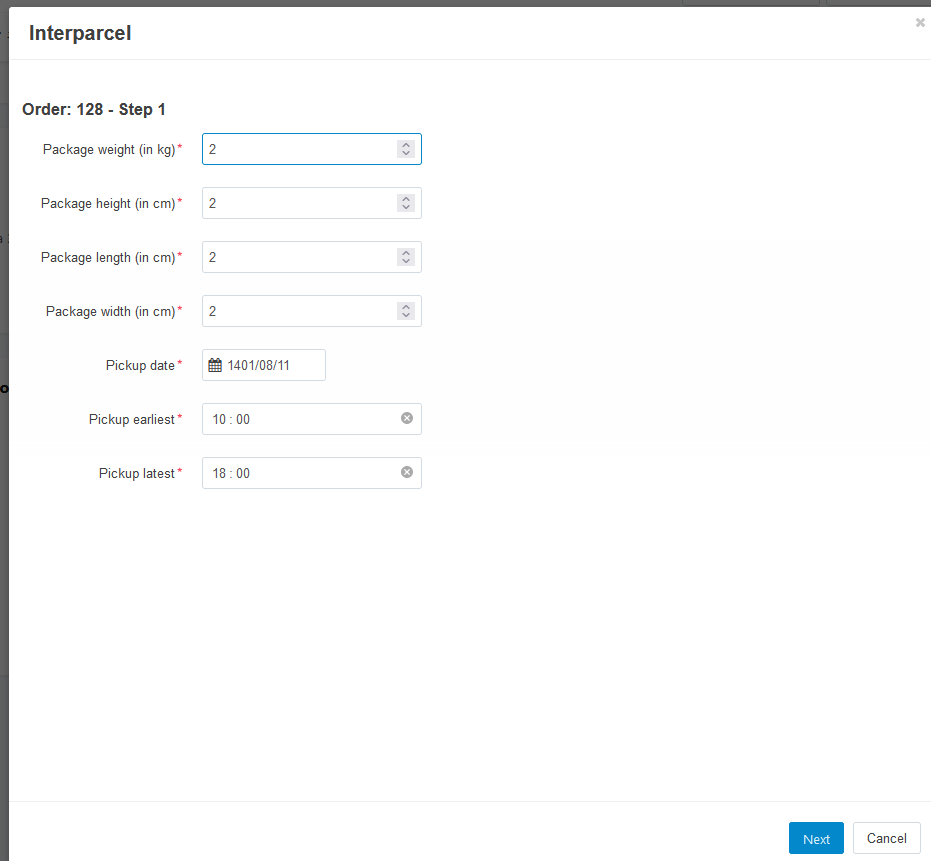 Interparcel
Order: 128 - Step 1
Package weight (in kg)* 2
Package height (in cm)* 2
Package length (in cm)* 2
Package width (in cm)* 2
Pickup date* 1401/08/11
Pickup earliest* 10 : 00
Pickup latest* 18 : 00
Next Cancel